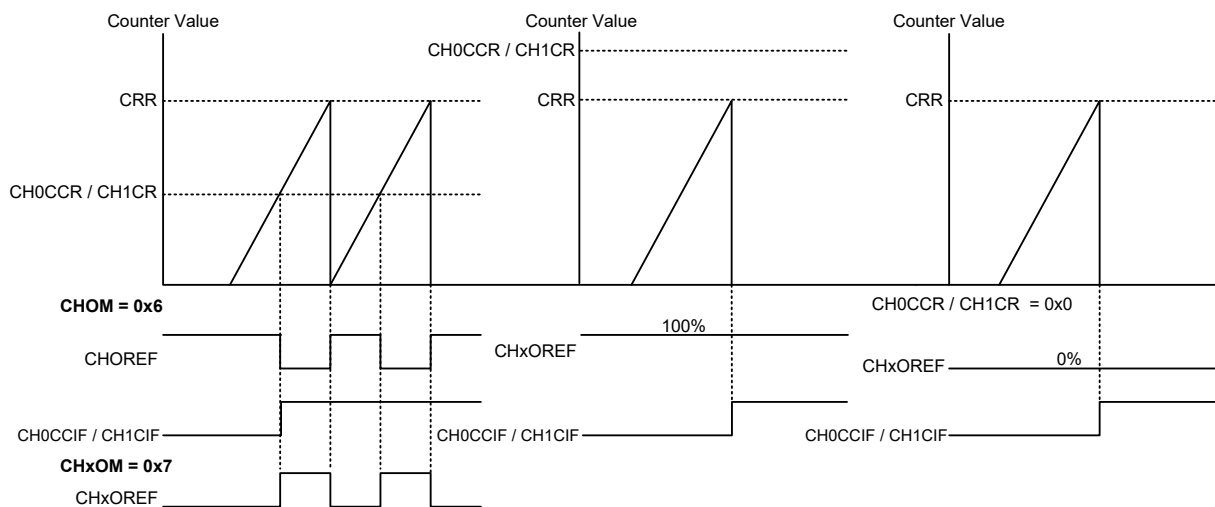 Counter Value
Counter Value
Counter Value
CH0CCR / CH1CR
CRR
CRR
CRR
CH0CCR / CH1CR
CHOM = 0x6
CH0CCR / CH1CR = 0x0
100%
CHOREF
CHxOREF
CHxOREF
0%
CH0CCIF / CH1CIF
CH0CCIF / CH1CIF
CH0CCIF / CH1CIF
CHxOM = 0x7
CHxOREF